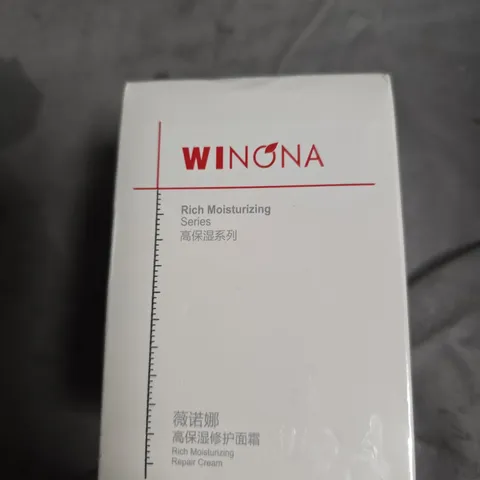 WINONA
Rich Moisturizing
Series
高保湿系列
薇诺娜
高保湿修护面霜
Rich Moisturizing
Repair Cream